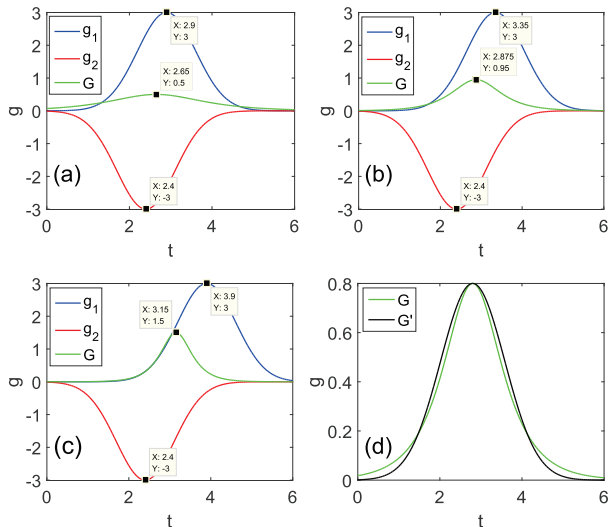 3
2
1
0
-1
-2
-3
g
g1
g2
G
X: 2.9
Y: 3
X: 2.65
Y: 0.5
X: 2.4
Y: -3
(a)
0
2
4
6
t
3
2
1
0
-1
-2
-3
g
g1
g2
G
X: 3.35
Y: 3
X: 2.875
Y: 0.95
X: 2.4
Y: -3
(b)
0
2
4
6
t
3
2
1
0
-1
-2
-3
g
g1
g2
G
X: 3.15
Y: 1.5
X: 3.9
Y: 3
X: 2.4
Y: -3
(c)
0
2
4
6
t
0.8
0.6
0.4
0.2
0
g
G
G'
(d)
0
2
4
6
t